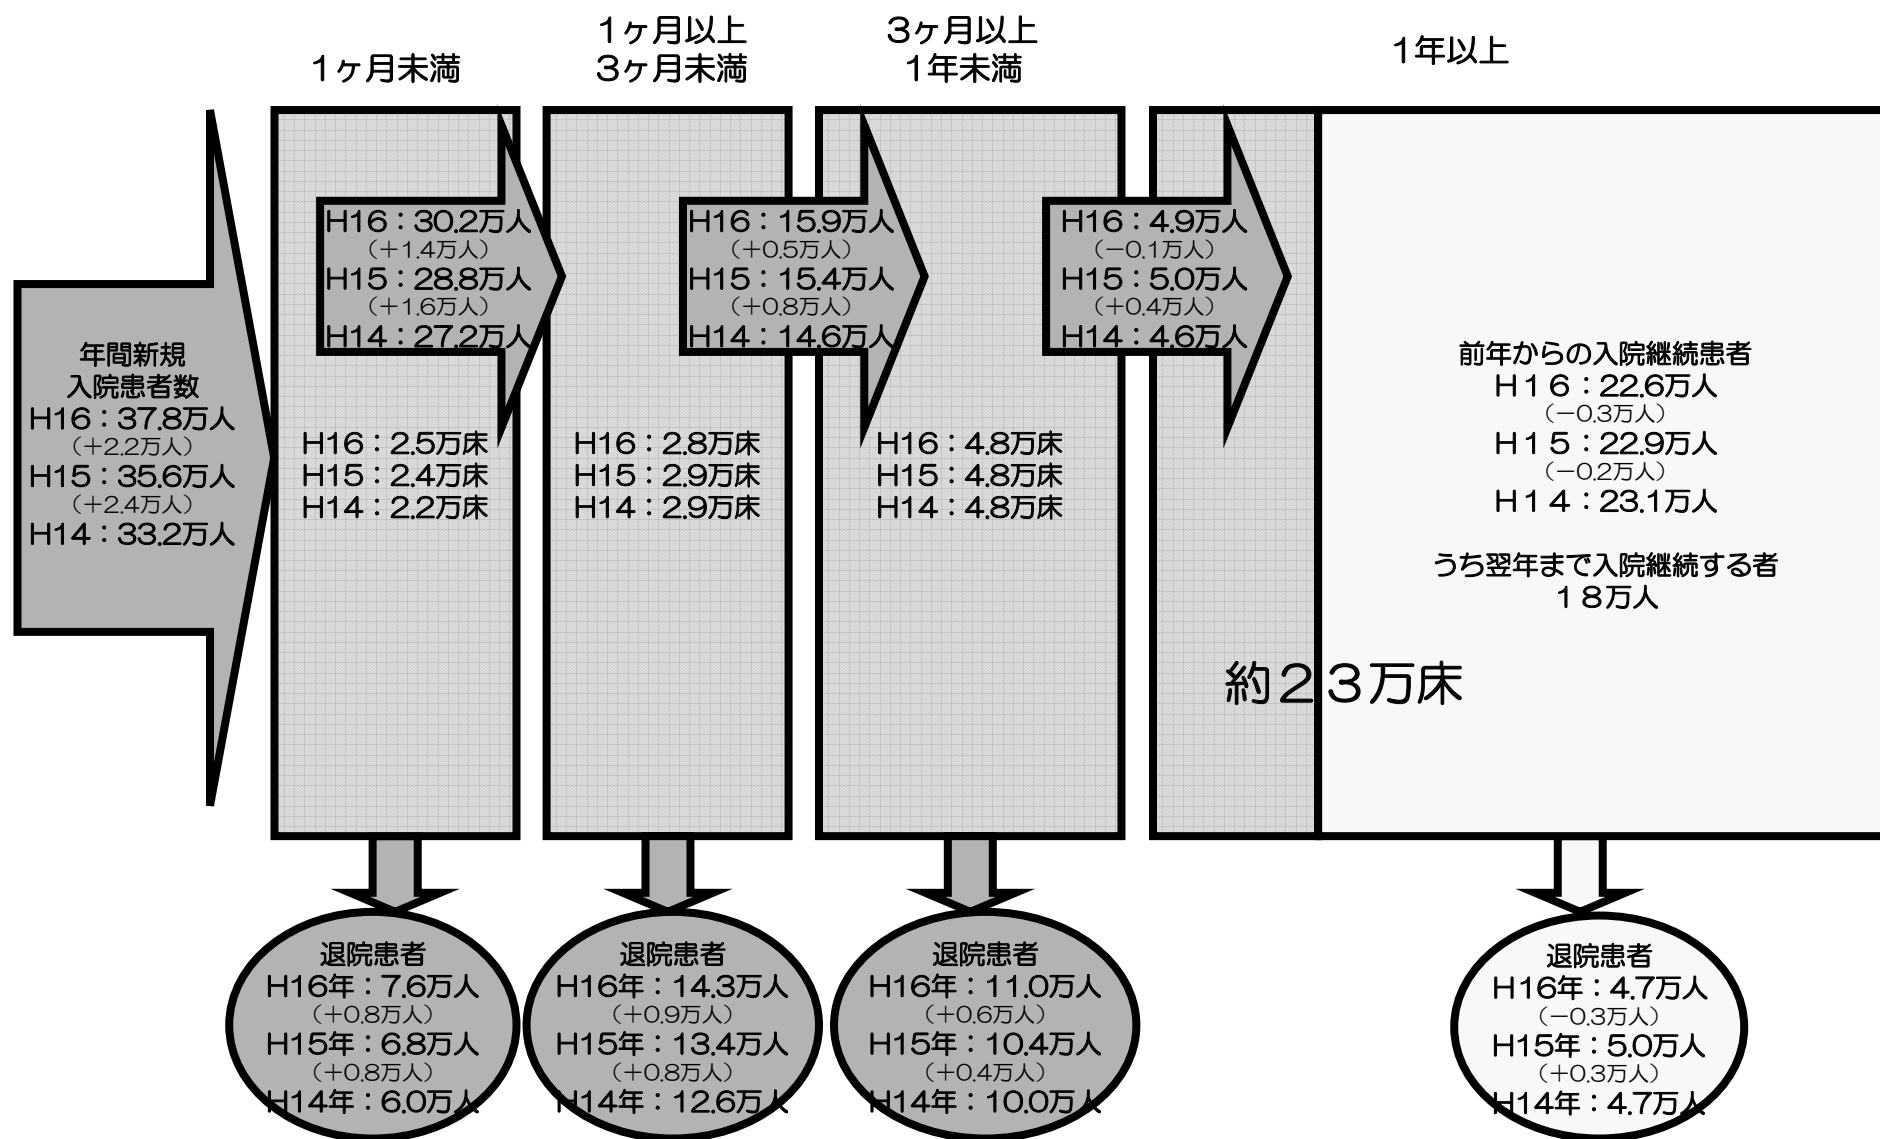 1ヶ月未満
1ヶ月以上
3ヶ月未満
3ヶ月以上
1年未満
1年以上
年間新規
入院患者数
H16:37.8万人
(+2.2万人)
H15:35.6万人
(+2.4万人)
H14:33.2万人
H16:30.2万人
(+1.4万人)
H15:28.8万人
(+1.6万人)
H14:27.2万人
H16:2.5万床
H15:2.4万床
H14:2.2万床
H16:15.9万人
(+0.5万人)
H15:15.4万人
(+0.8万人)
H14:14.6万人
H16:2.8万床
H15:2.9万床
H14:2.9万床
H16:4.9万人
(-0.1万人)
H15:5.0万人
(+0.4万人)
H14:4.6万人
H16:4.8万床
H15:4.8万床
H14:4.8万床
前年からの入院継続患者
H16:22.6万人
(-0.3万人)
H15:22.9万人
(-0.2万人)
H14:23.1万人
うち翌年まで入院継続する者
18万人
約23万床
退院患者
H16年:7.6万人
(+0.8万人)
H15年:6.8万人
(+0.8万人)
H14年:6.0万人
退院患者
H16年:14.3万人
(+0.9万人)
H15年:13.4万人
(+0.8万人)
H14年:12.6万人
退院患者
H16年:11.0万人
(+0.6万人)
H15年:10.4万人
(+0.4万人)
H14年:10.0万人
退院患者
H16年:4.7万人
(-0.3万人)
H15年:5.0万人
(+0.3万人)
H14年:4.7万人